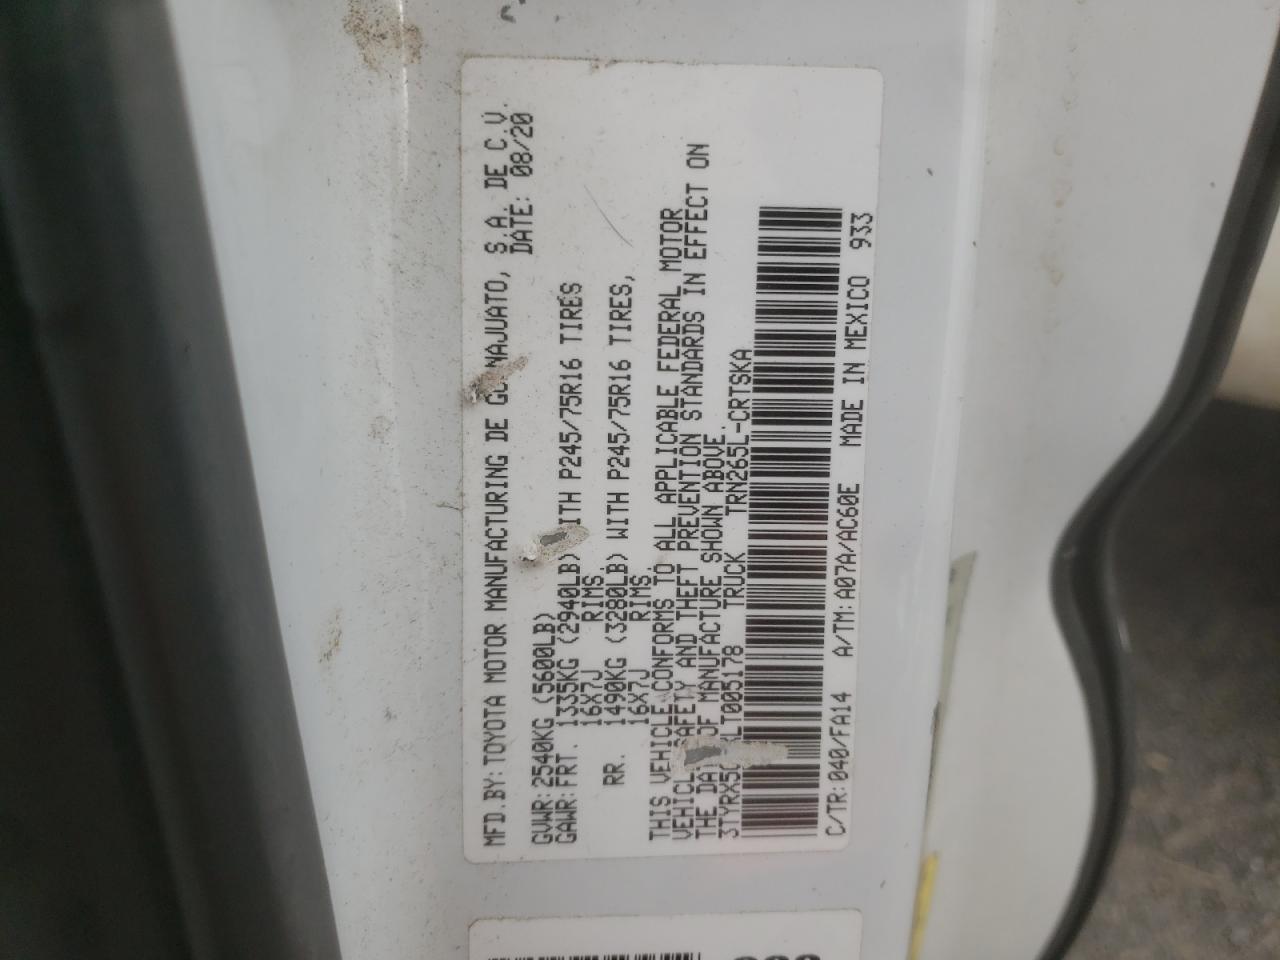 MFD.BY: TOYOTA MOTOR MANUFACTURING DE GUANAJUATO, S.A. DE C.V.
DATE: 08/20
GVWR: 2540KG (5600LB)
GAWR: FRT. 1335KG (2940LB) WITH P245/75R16 TIRES
16X7J RIMS,
RR. 1490KG (3280LB) WITH P245/75R16 TIRES,
16X7J RIMS.
THIS VEHICLE CONFORMS TO ALL APPLICABLE FEDERAL MOTOR
VEHICLE SAFETY AND THEFT PREVENTION STANDARDS IN EFFECT ON
THE DATE OF MANUFACTURE SHOWN ABOVE.
TRUCK TRN265L-CRTSKA
C/TR: 040/FA14 A/TM: A07A/AC60E MADE IN MEXICO 933